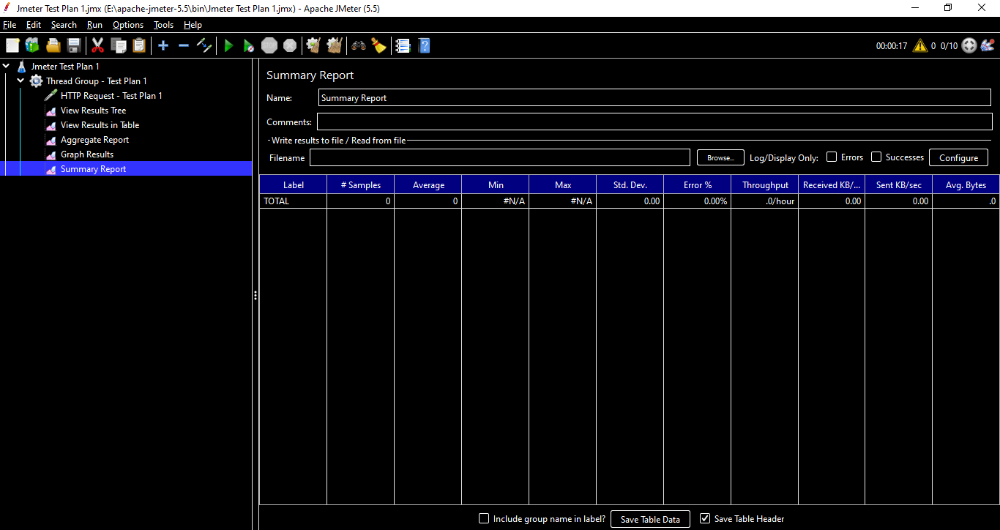 Jmeter Test Plan 1.jmx (E:\apache-jmeter-5.5\bin\Jmeter Test Plan 1.jmx) - Apache JMeter (5.5)
File Edit Search Run Options Tools Help
STOP 00:00:17 0 0/10
Jmeter Test Plan 1
Thread Group - Test Plan 1
HTTP Request - Test Plan 1
View Results Tree
View Results in Table
Aggregate Report
Graph Results
Summary Report
Summary Report
Name: Summary Report
Comments:
Write results to file / Read from file
Filename Browse... Log/Display Only: Errors Successes Configure
Label # Samples Average Min Max Std. Dev. Error % Throughput Received KB/... Sent KB/sec Avg. Bytes
TOTAL 0 0 #N/A #N/A 0.00 0.00% .0/hour 0.00 0.00 .0
Include group name in label? Save Table Data Save Table Header